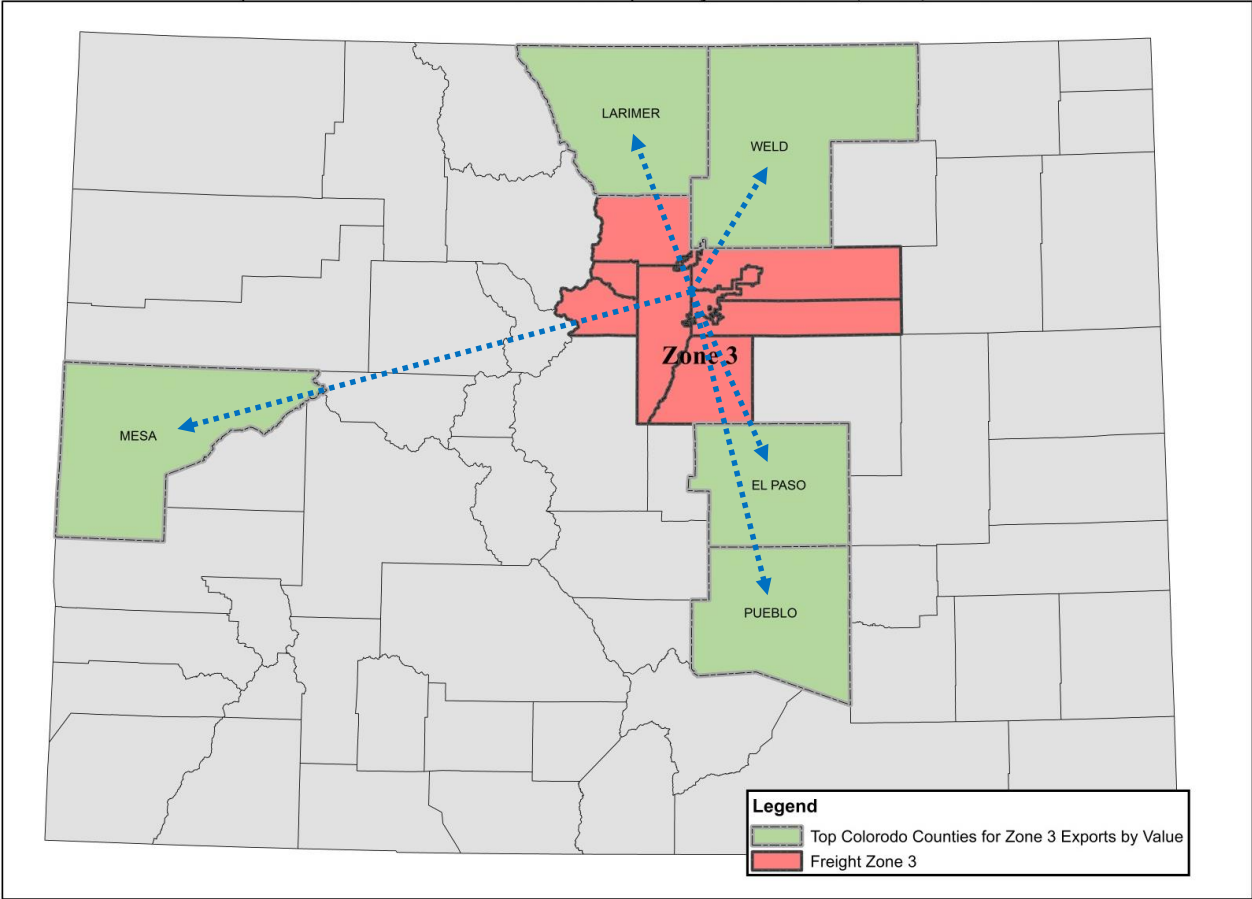 LARIMER
WELD
Zone 3
MESA
EL PASO
PUEBLO
Legend
Top Colorodo Counties for Zone 3 Exports by Value
Freight Zone 3